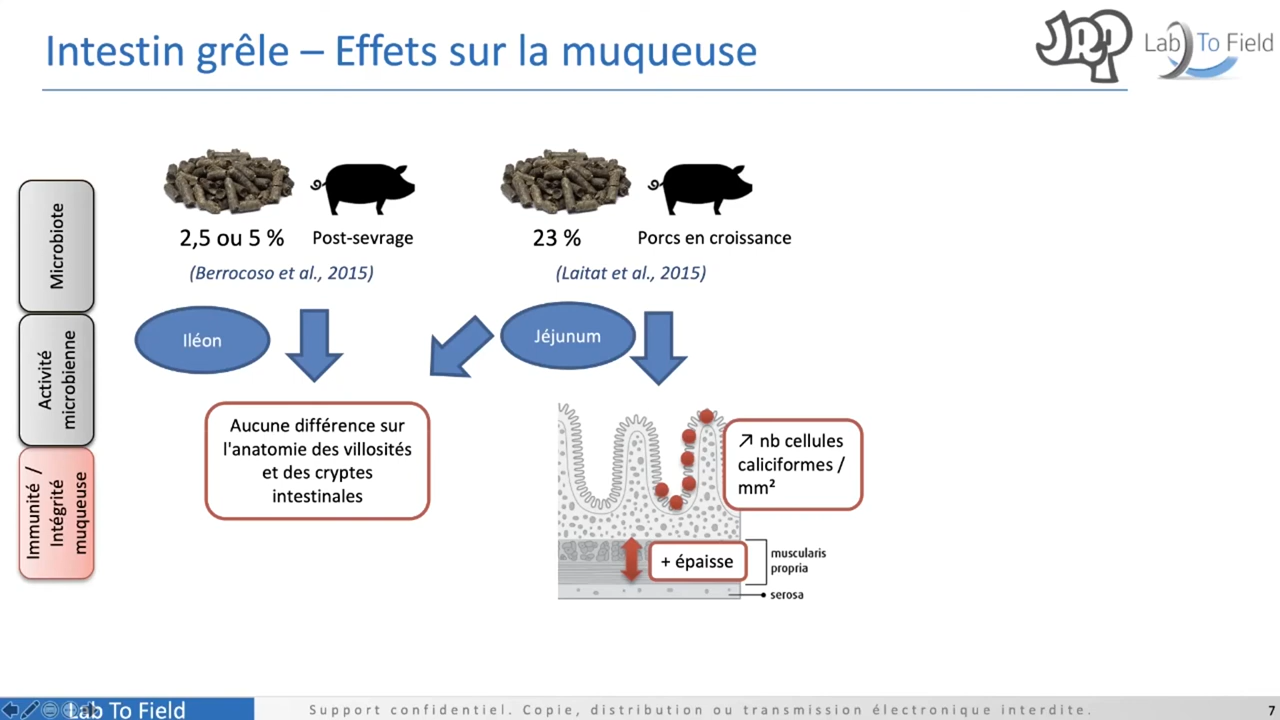 Intestin grêle – Effets sur la muqueuse
JRP
Lab To Field
Microbiote
Activité
microbienne
Immunité /
Intégrité
muqueuse
2,5 ou 5 %
Post-sevrage
(Berrocoso et al., 2015)
23 %
Porcs en croissance
(Laitat et al., 2015)
Iléon
Jéjunum
Aucune différence sur
l'anatomie des villosités
et des cryptes
intestinales
↗ nb cellules
caliciformes /
mm²
+ épaisse
muscularis
propria
serosa
Lab To Field
Support confidentiel. Copie, distribution ou transmission électronique interdite.
7